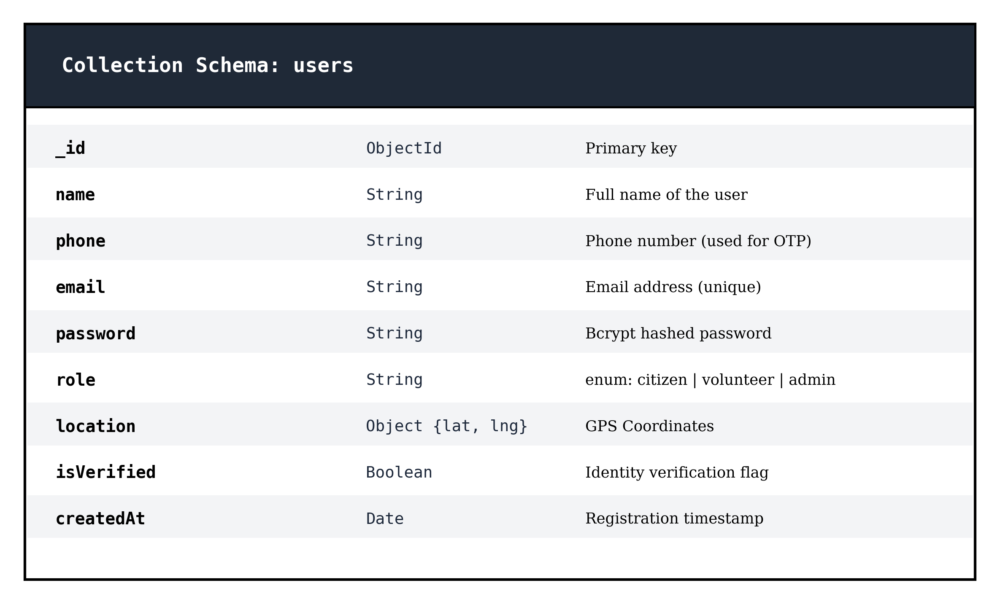 Collection Schema: users
_id ObjectId Primary key
name String Full name of the user
phone String Phone number (used for OTP)
email String Email address (unique)
password String Bcrypt hashed password
role String enum: citizen | volunteer | admin
location Object {lat, lng} GPS Coordinates
isVerified Boolean Identity verification flag
createdAt Date Registration timestamp